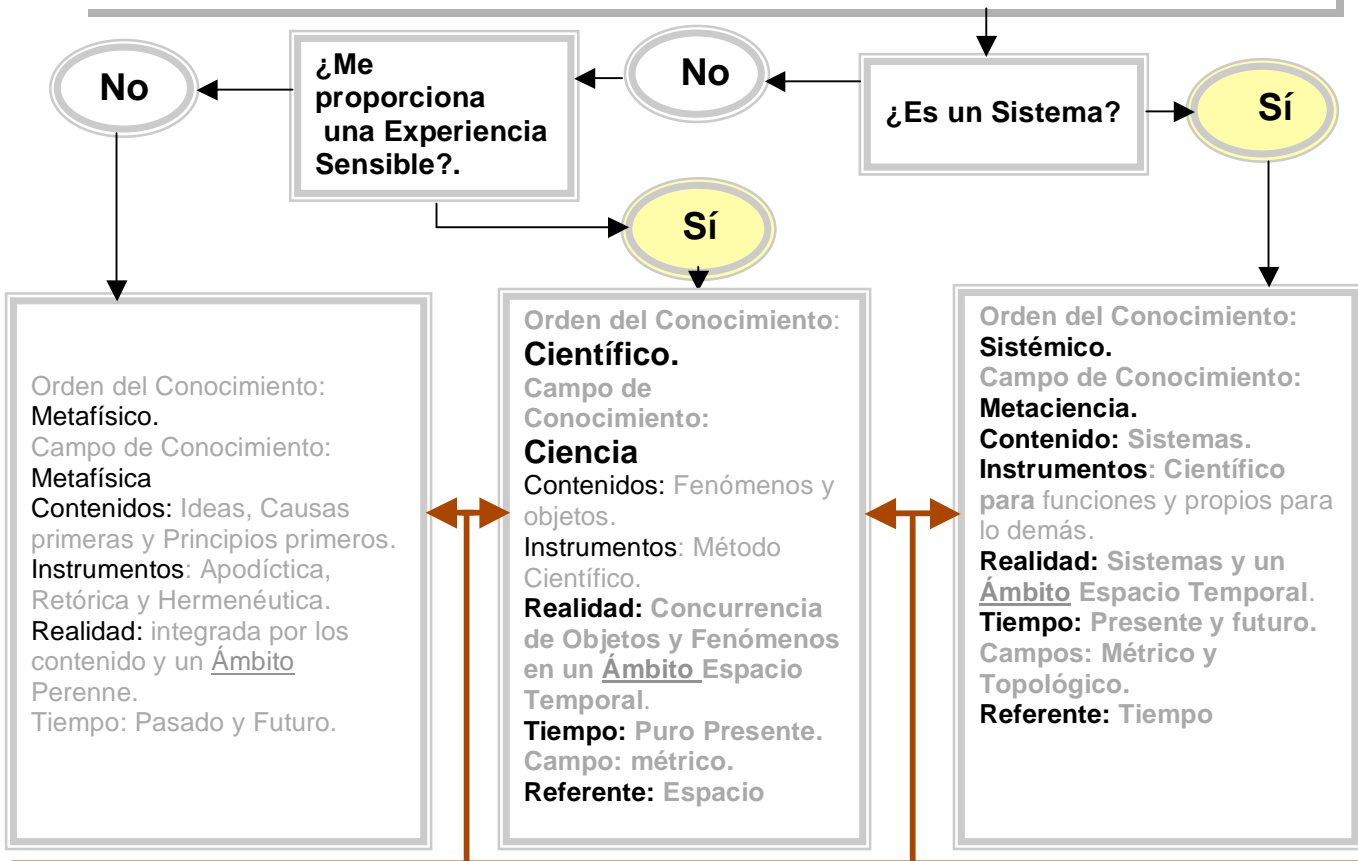 No
¿Me
proporciona
una Experiencia
Sensible?.
No
¿Es un Sistema?
Sí
Sí
Orden del Conocimiento:
Metafísico.
Campo de Conocimiento:
Metafísica
Contenidos: Ideas, Causas
primeras y Principios primeros.
Instrumentos: Apodíctica,
Retórica y Hermenéutica.
Realidad: integrada por los
contenido y un Ámbito
Perenne.
Tiempo: Pasado y Futuro.
Orden del Conocimiento:
Científico.
Campo de
Conocimiento:
Ciencia
Contenidos: Fenómenos y
objetos.
Instrumentos: Método
Científico.
Realidad: Concurrencia
de Objetos y Fenómenos
en un Ámbito Espacio
Temporal.
Tiempo: Puro Presente.
Campo: métrico.
Referente: Espacio
Orden del Conocimiento:
Sistémico.
Campo de Conocimiento:
Metaciencia.
Contenido: Sistemas.
Instrumentos: Científico
para funciones y propios para
lo demás.
Realidad: Sistemas y un
Ámbito Espacio Temporal.
Tiempo: Presente y futuro.
Campos: Métrico y
Topológico.
Referente: Tiempo